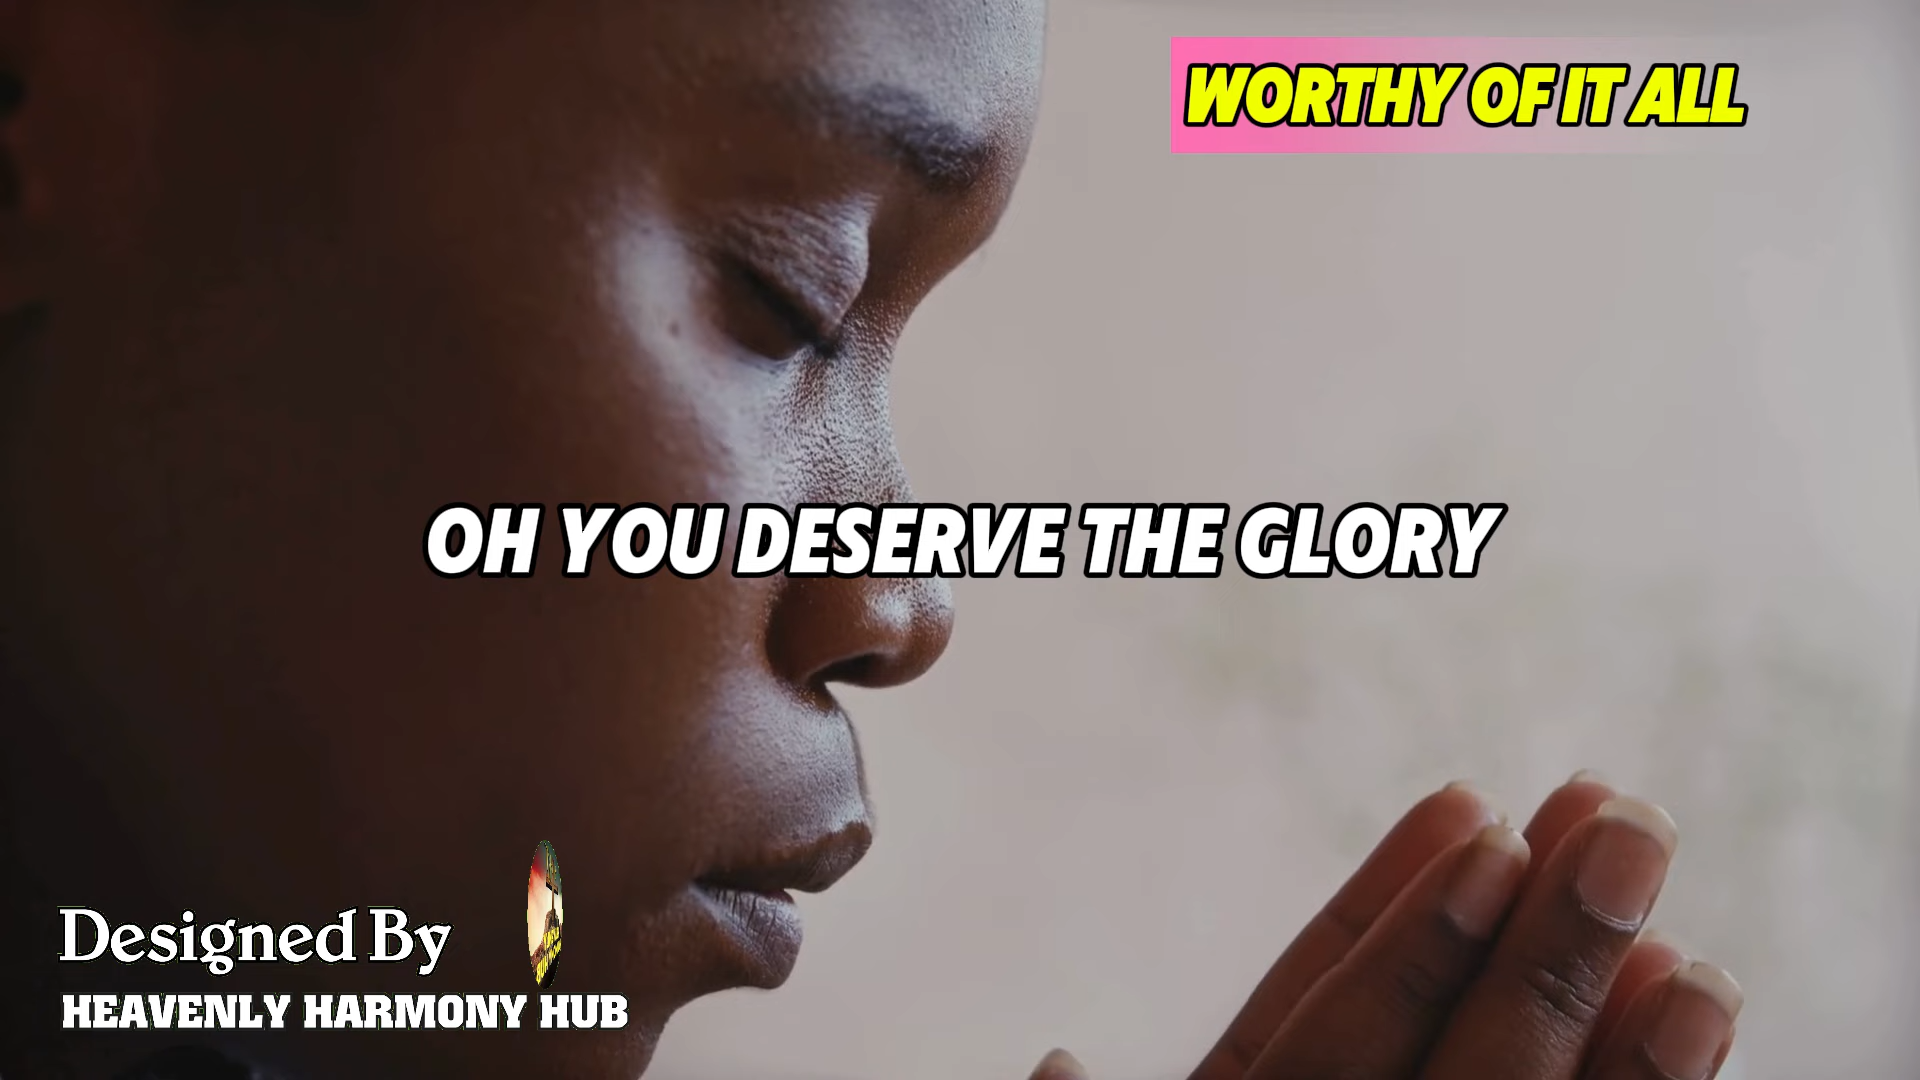 WORTHY OF IT ALL
OH YOU DESERVE THE GLORY
Designed By
HEAVENLY HARMONY HUB